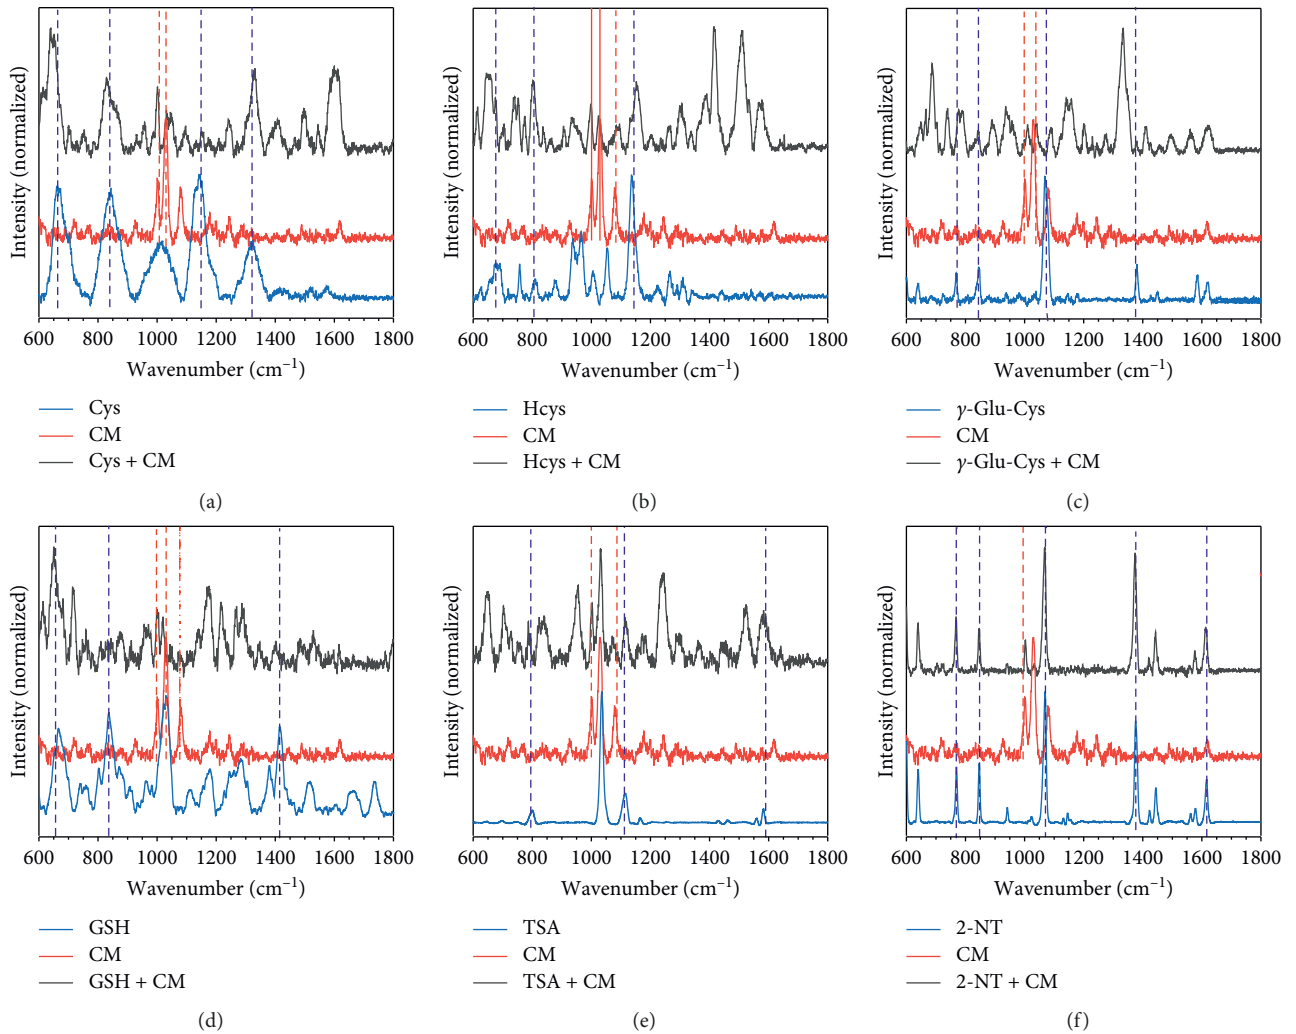 Intensity (normalized)
600 800 1000 1200 1400 1600 1800
Wavenumber (cm⁻¹)
Cys
CM
Cys + CM
(a)
Intensity (normalized)
600 800 1000 1200 1400 1600 1800
Wavenumber (cm⁻¹)
Hcys
CM
Hcys + CM
(b)
Intensity (normalized)
600 800 1000 1200 1400 1600 1800
Wavenumber (cm⁻¹)
γ-Glu-Cys
CM
γ-Glu-Cys + CM
(c)
Intensity (normalized)
600 800 1000 1200 1400 1600 1800
Wavenumber (cm⁻¹)
GSH
CM
GSH + CM
(d)
Intensity (normalized)
600 800 1000 1200 1400 1600 1800
Wavenumber (cm⁻¹)
TSA
CM
TSA + CM
(e)
Intensity (normalized)
600 800 1000 1200 1400 1600 1800
Wavenumber (cm⁻¹)
2-NT
CM
2-NT + CM
(f)